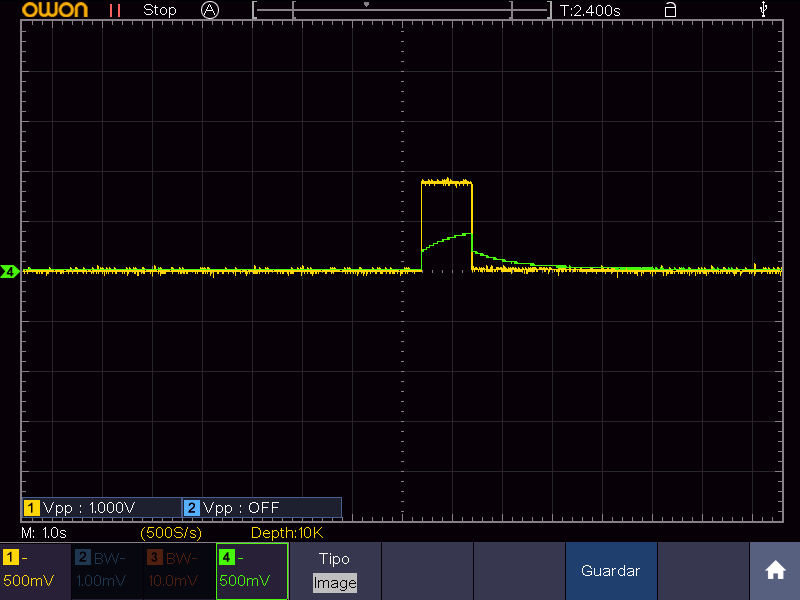 OWON Stop A T:2.400s
4
1 Vpp : 1.000V 2 Vpp : OFF
M: 1.0s (500S/s) Depth:10K
1 - 2 BW- 3 BW- 4 - Tipo
500mV 1.00mV 10.0mV 500mV Image
Guardar